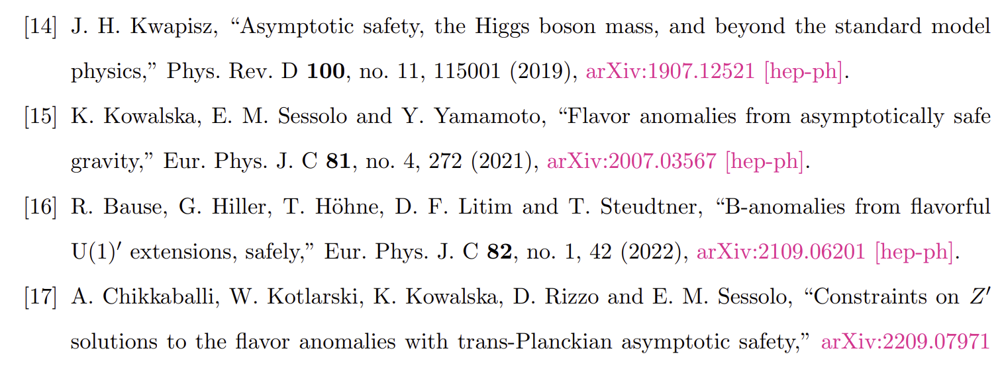 [14] J. H. Kwapisz, “Asymptotic safety, the Higgs boson mass, and beyond the standard model
physics,” Phys. Rev. D 100, no. 11, 115001 (2019), arXiv:1907.12521 [hep-ph].
[15] K. Kowalska, E. M. Sessolo and Y. Yamamoto, “Flavor anomalies from asymptotically safe
gravity,” Eur. Phys. J. C 81, no. 4, 272 (2021), arXiv:2007.03567 [hep-ph].
[16] R. Bause, G. Hiller, T. Höhne, D. F. Litim and T. Steudtner, “B-anomalies from flavorful
U(1)′ extensions, safely,” Eur. Phys. J. C 82, no. 1, 42 (2022), arXiv:2109.06201 [hep-ph].
[17] A. Chikkaballi, W. Kotlarski, K. Kowalska, D. Rizzo and E. M. Sessolo, “Constraints on Z′
solutions to the flavor anomalies with trans-Planckian asymptotic safety,” arXiv:2209.07971